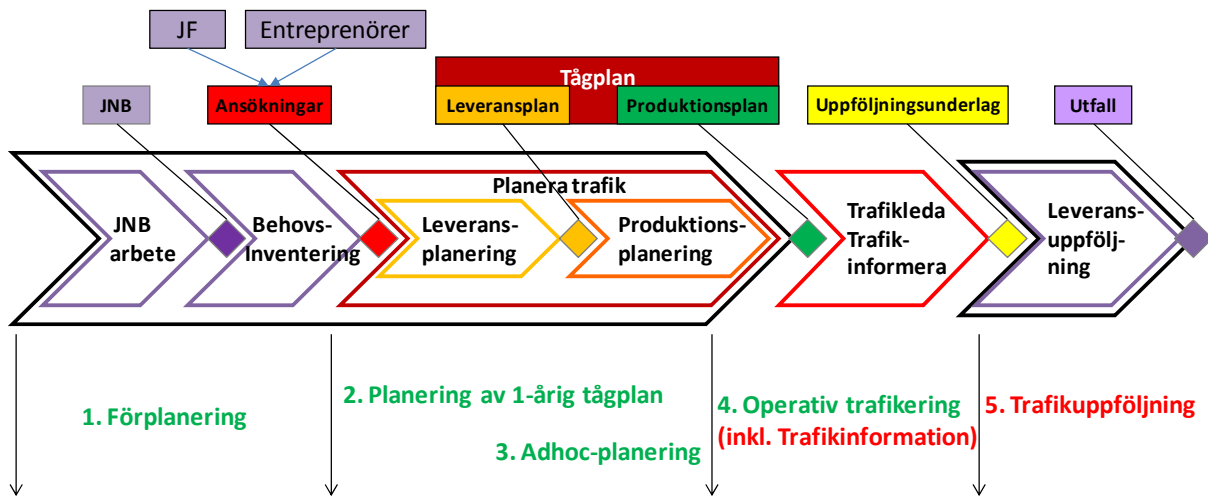 JF
Entreprenörer
Tågplan
JNB
Ansökningar
Leveransplan
Produktionsplan
Uppföljningsunderlag
Utfall
Planera trafik
JNB
arbete
Behovs-
Inventering
Leverans-
planering
Produktions-
planering
Trafikleda
Trafik-
informera
Leverans-
uppfölj-
ning
1. Förplanering
2. Planering av 1-årig tågplan
3. Adhoc-planering
4. Operativ trafikering
(inkl. Trafikinformation)
5. Trafikuppföljning